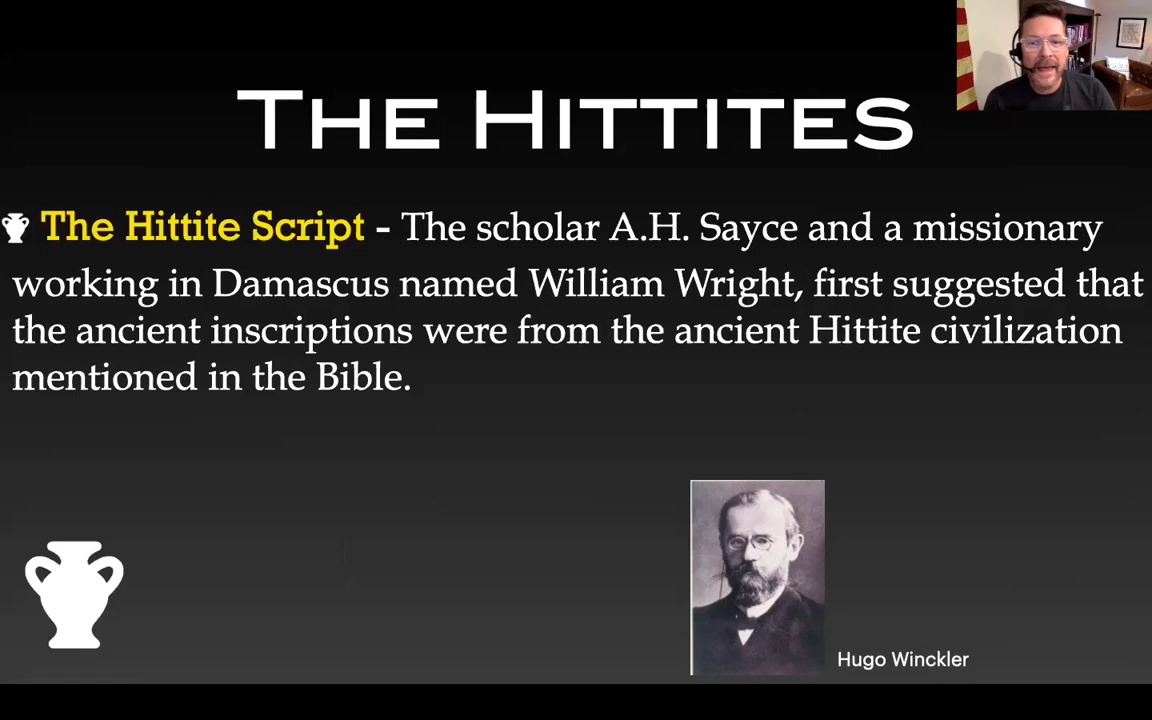 The Hittites
The Hittite Script - The scholar A.H. Sayce and a missionary
working in Damascus named William Wright, first suggested that
the ancient inscriptions were from the ancient Hittite civilization
mentioned in the Bible.
Hugo Winckler